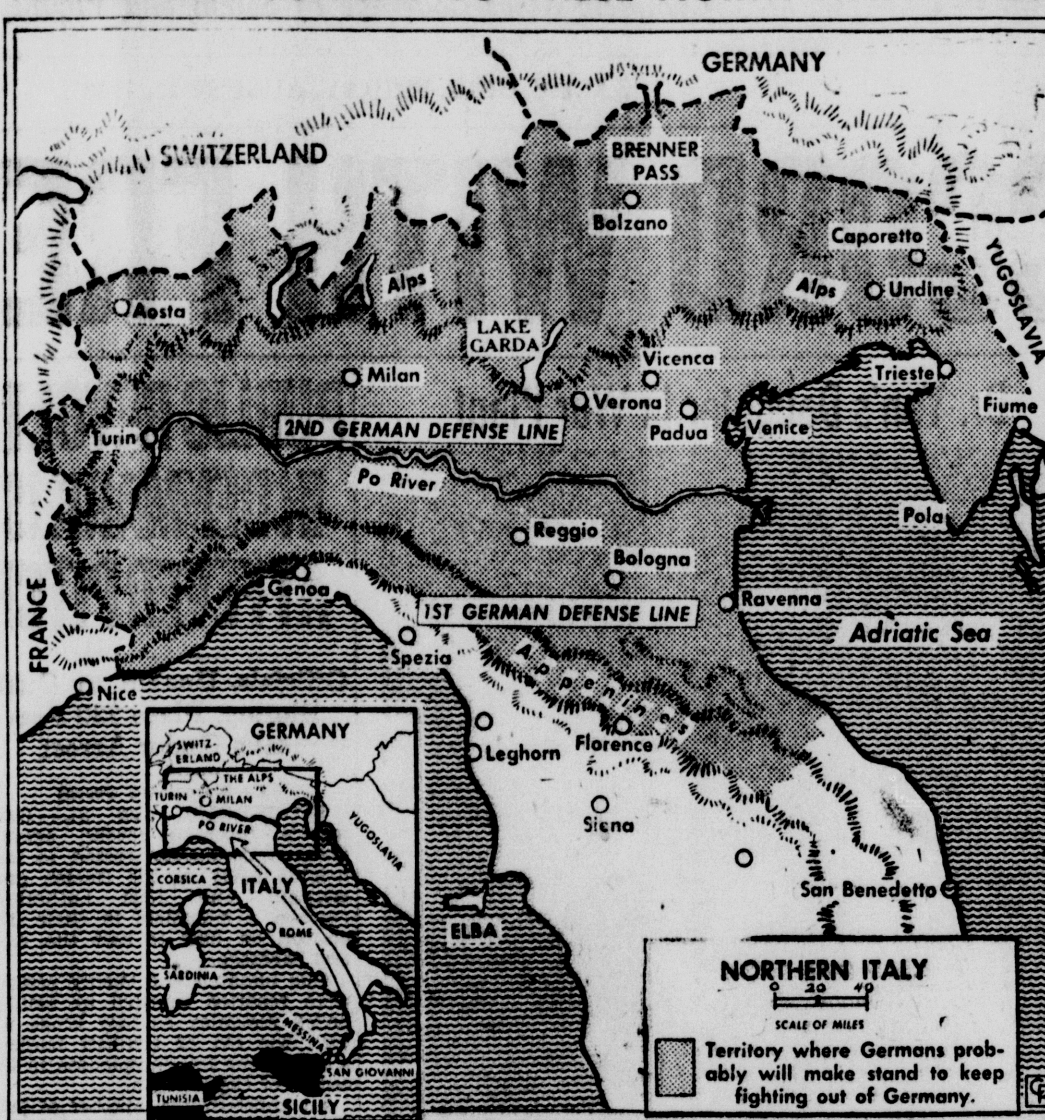 GERMANY
SWITZERLAND
BRENNER
PASS
Bolzano
Caporetto
YUGOSLAVIA
Alps
Alps
Undine
Aosta
LAKE
GARDA
Vicenca
Milan
Trieste
Verona
Fiume
Padua
Venice
Turin
2ND GERMAN DEFENSE LINE
Po River
Pola
Reggio
Bologna
Genoa
FRANCE
1ST GERMAN DEFENSE LINE
Ravenna
Adriatic Sea
Spezia
Nice
Appenines
Florence
Leghorn
Siena
San Benedetto
ELBA
GERMANY
SWITZ-
ERLAND
THE ALPS
TURIN
MILAN
PO RIVER
YUGOSLAVIA
CORSICA
ITALY
ROME
SARDINIA
MESSINA
SAN GIOVANNI
TUNISIA
SICILY
NORTHERN ITALY
0 20 40
SCALE OF MILES
Territory where Germans prob-
ably will make stand to keep
fighting out of Germany.